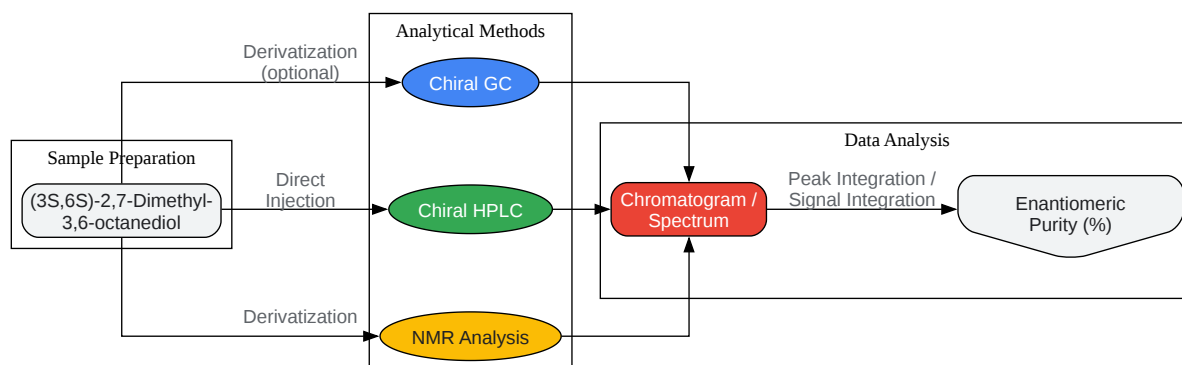 Analytical Methods
Derivatization
(optional)
Chiral GC
Sample Preparation
(3S,6S)-2,7-Dimethyl-
3,6-octanediol
Direct
Injection
Chiral HPLC
Data Analysis
Chromatogram /
Spectrum
Peak Integration /
Signal Integration
Enantiomeric
Purity (%)
Derivatization
NMR Analysis